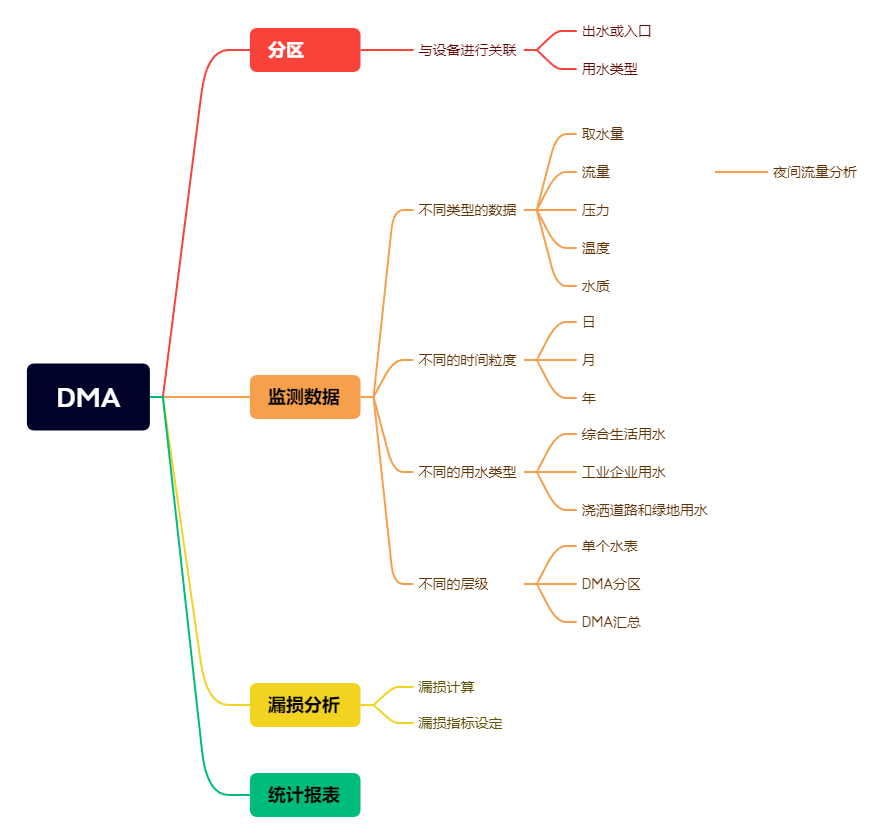 DMA
分区
与设备进行关联
出水或入口
用水类型
监测数据
不同类型的数据
取水量
流量
夜间流量分析
压力
温度
水质
不同的时间粒度
日
月
年
不同的用水类型
综合生活用水
工业企业用水
浇洒道路和绿地用水
不同的层级
单个水表
DMA分区
DMA汇总
漏损分析
漏损计算
漏损指标设定
统计报表